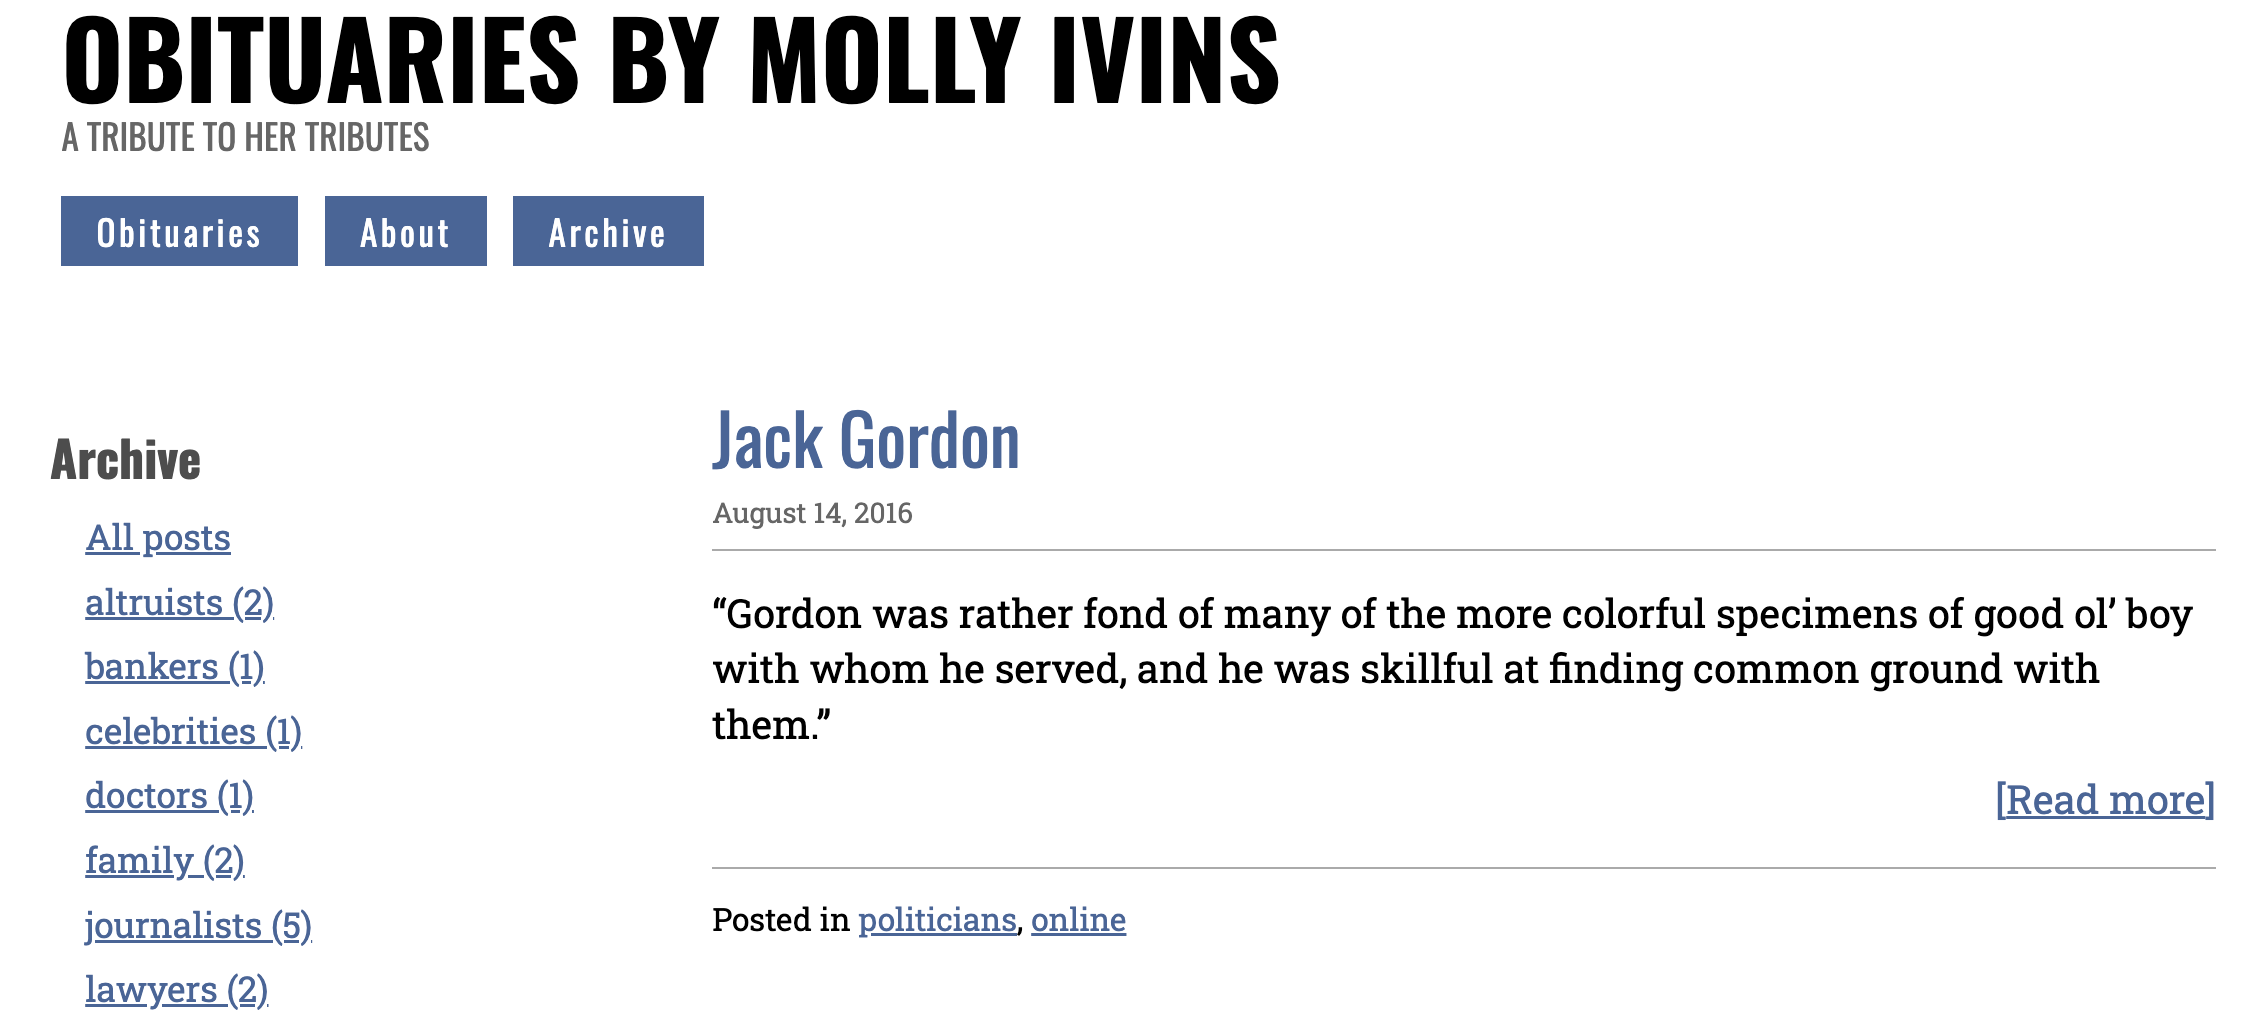 OBITUARIES BY MOLLY IVINS
A TRIBUTE TO HER TRIBUTES
Obituaries About Archive
Archive
All posts
altruists (2)
bankers (1)
celebrities (1)
doctors (1)
family (2)
journalists (5)
lawyers (2)
Jack Gordon
August 14, 2016
“Gordon was rather fond of many of the more colorful specimens of good ol’ boy
with whom he served, and he was skillful at finding common ground with
them.”
[Read more]
Posted in politicians, online